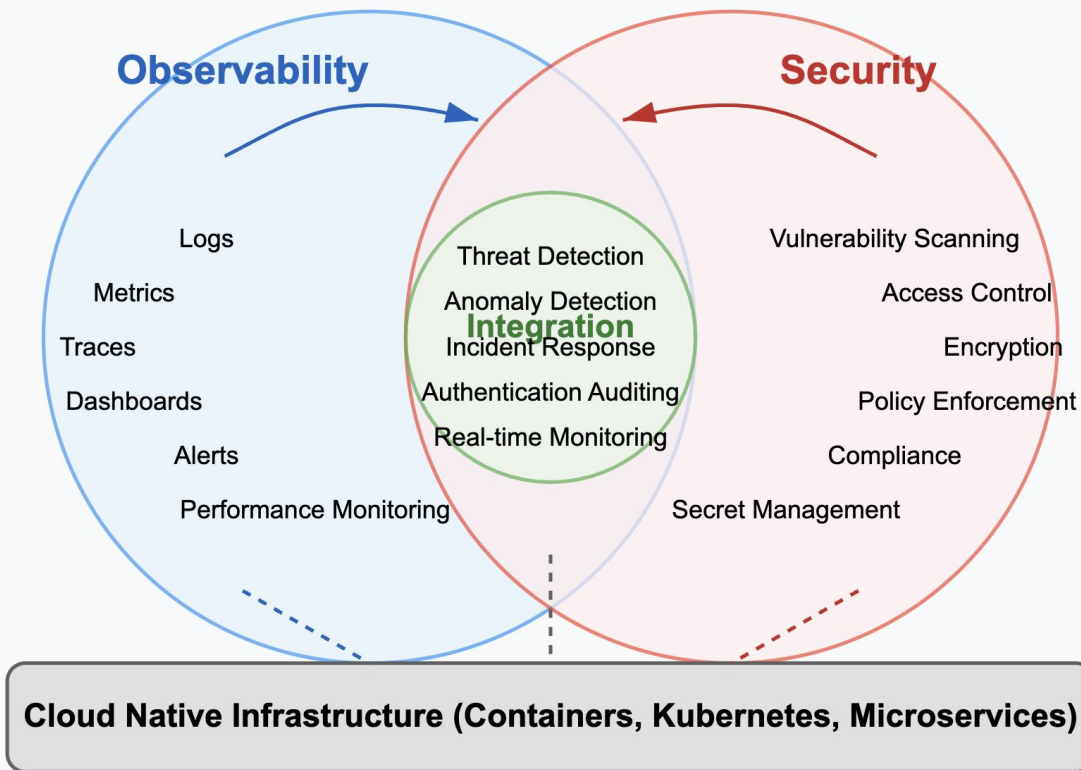 Observability
Security
Logs
Metrics
Traces
Dashboards
Alerts
Performance Monitoring
Threat Detection
Anomaly Detection
Integration
Incident Response
Authentication Auditing
Real-time Monitoring
Vulnerability Scanning
Access Control
Encryption
Policy Enforcement
Compliance
Secret Management
Cloud Native Infrastructure (Containers, Kubernetes, Microservices)